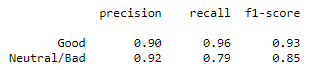 precision recall f1-score
Good 0.90 0.96 0.93
Neutral/Bad 0.92 0.79 0.85